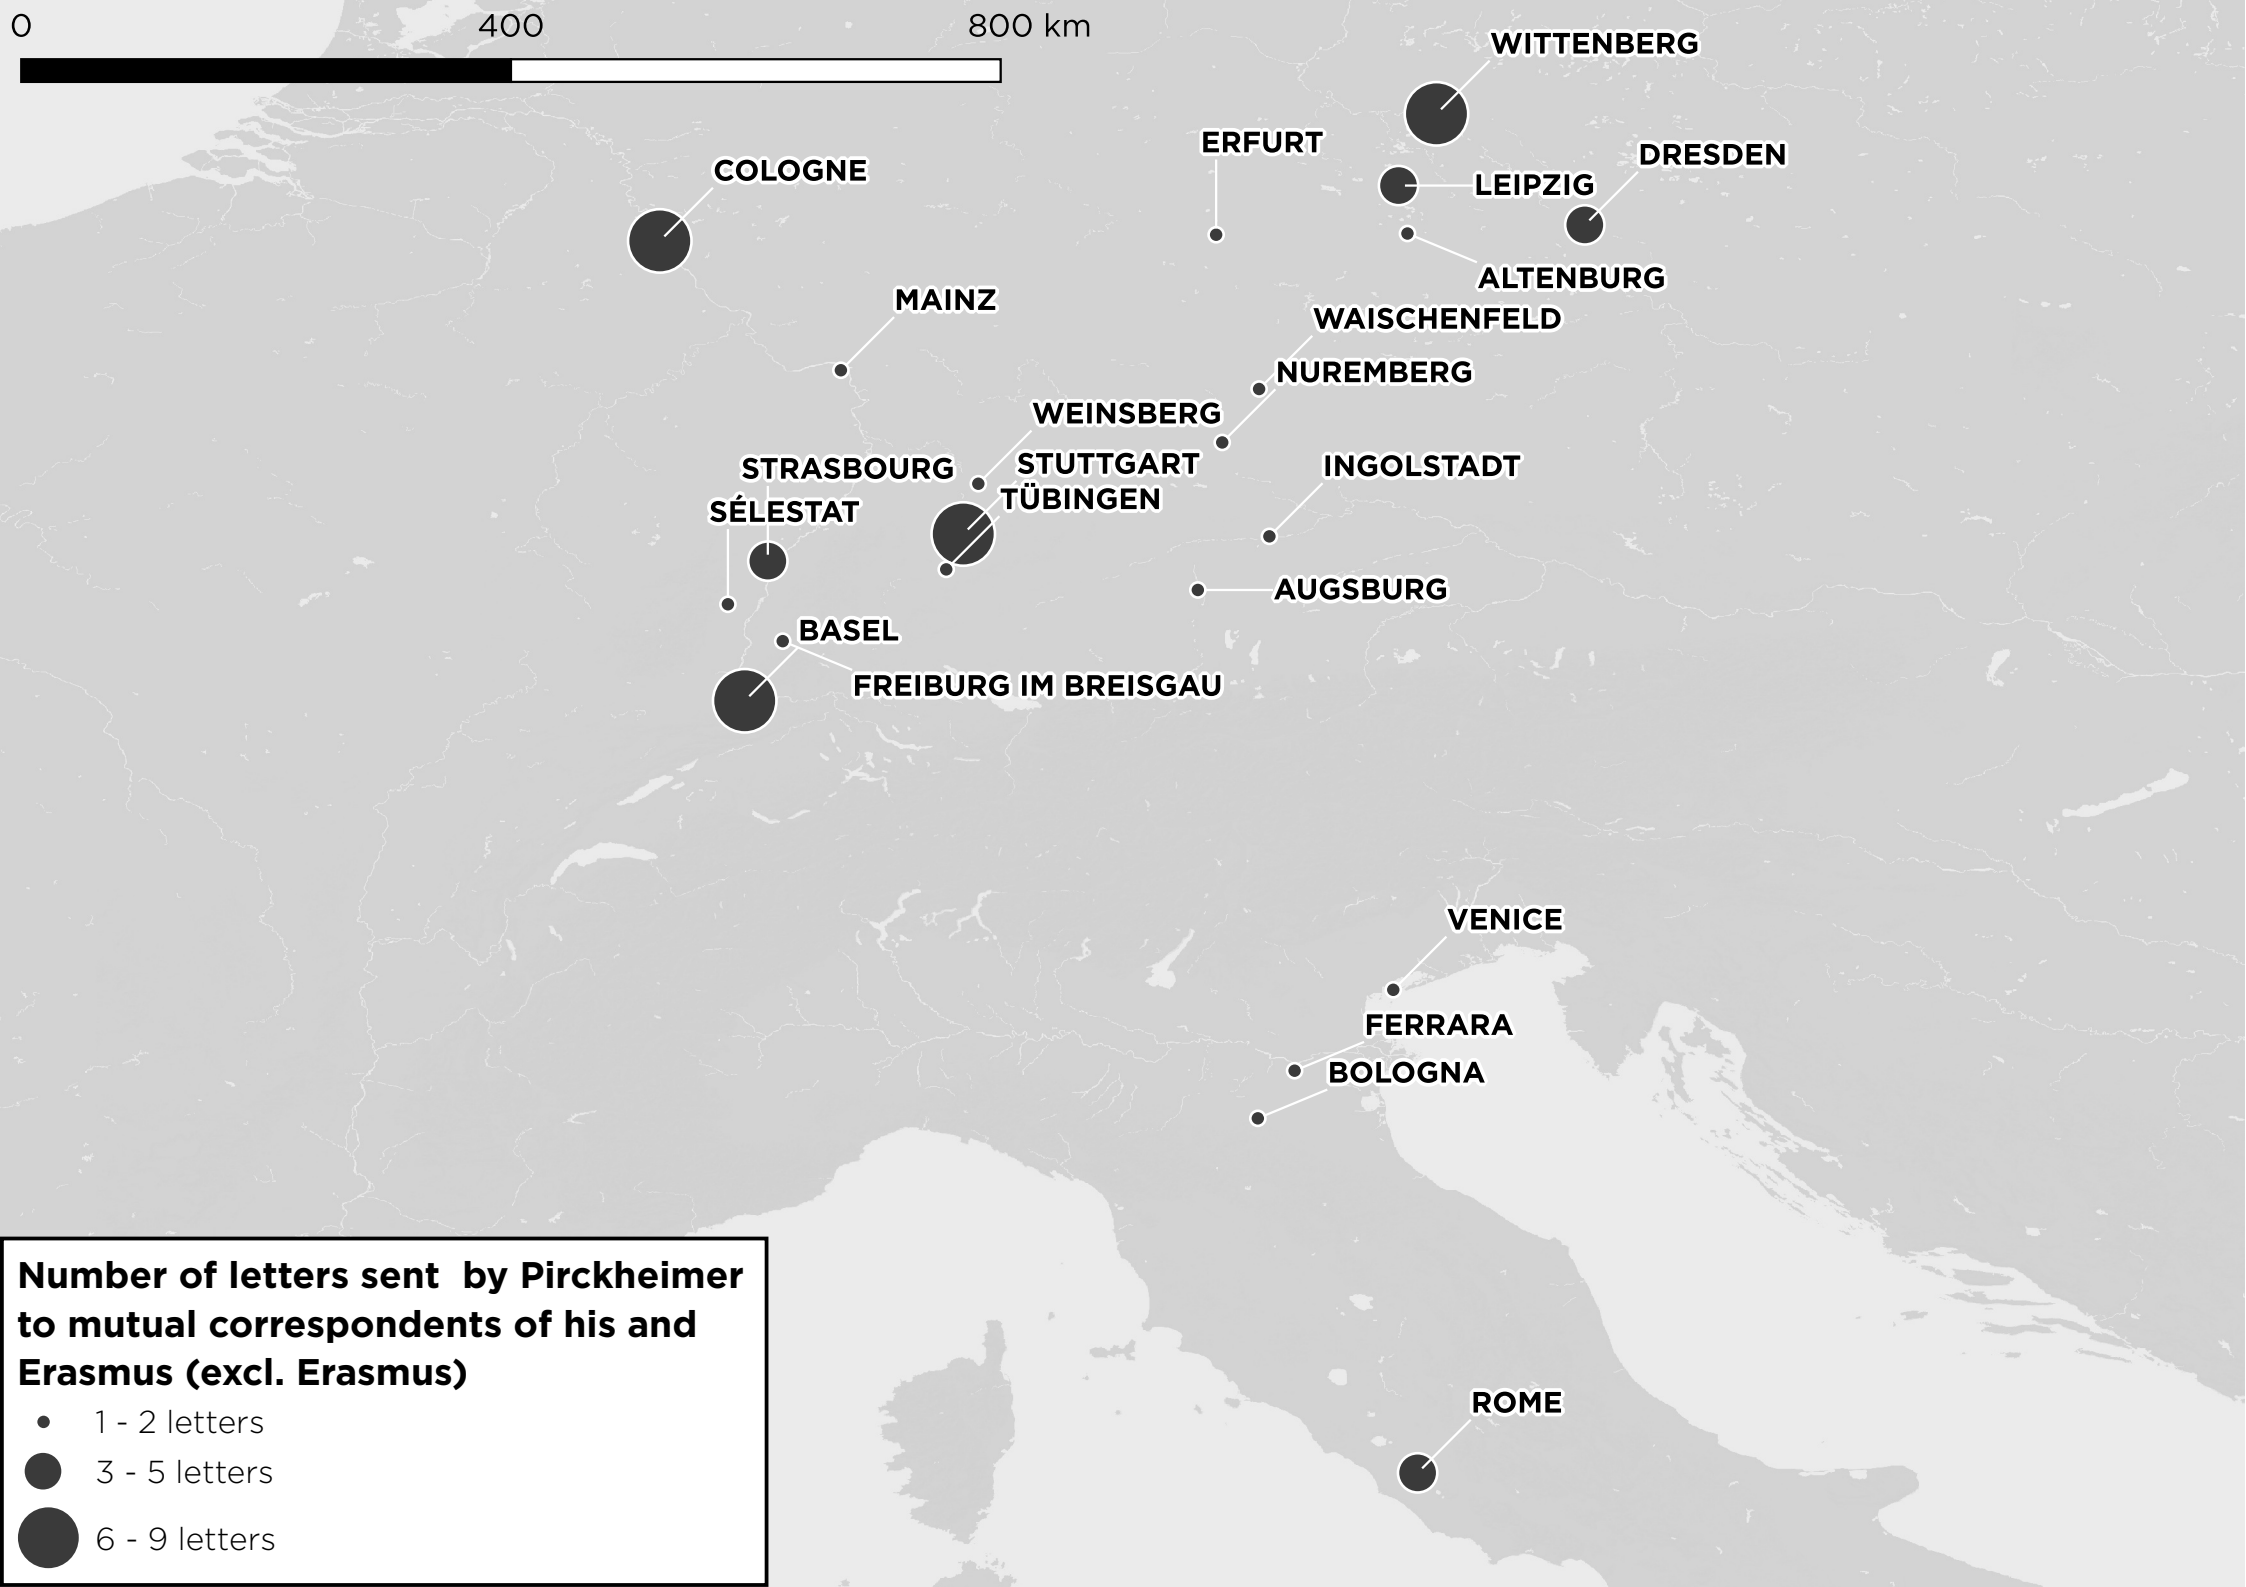 0 400 800 km
WITTENBERG
ERFURT
DRESDEN
COLOGNE
LEIPZIG
ALTENBURG
MAINZ
WAISCHENFELD
NUREMBERG
WEINSBERG
STUTTGART
INGOLSTADT
STRASBOURG
TÜBINGEN
SÉLESTAT
AUGSBURG
BASEL
FREIBURG IM BREISGAU
VENICE
FERRARA
BOLOGNA
ROME
Number of letters sent by Pirckheimer
to mutual correspondents of his and
Erasmus (excl. Erasmus)
1 - 2 letters
3 - 5 letters
6 - 9 letters